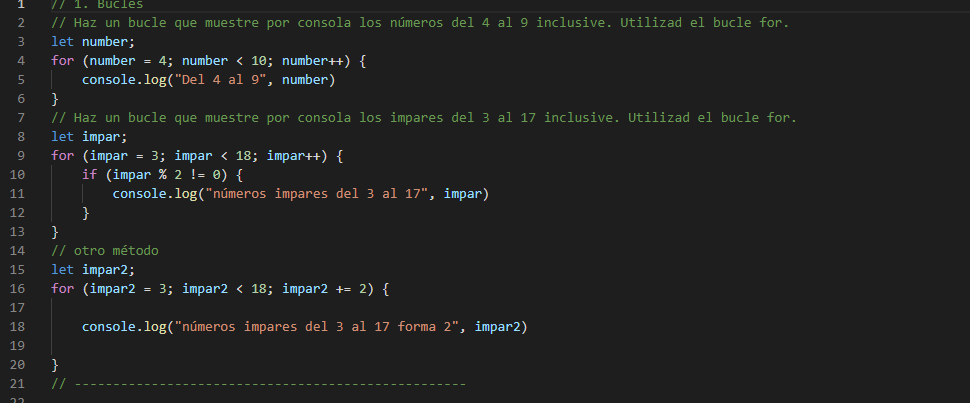 1 // 1. Bucles
2 // Haz un bucle que muestre por consola los números del 4 al 9 inclusive. Utilizad el bucle for.
3 let number;
4 for (number = 4; number < 10; number++) {
5     console.log("Del 4 al 9", number)
6 }
7 // Haz un bucle que muestre por consola los impares del 3 al 17 inclusive. Utilizad el bucle for.
8 let impar;
9 for (impar = 3; impar < 18; impar++) {
10     if (impar % 2 != 0) {
11         console.log("números impares del 3 al 17", impar)
12     }
13 }
14 // otro método
15 let impar2;
16 for (impar2 = 3; impar2 < 18; impar2 += 2) {
17
18     console.log("números impares del 3 al 17 forma 2", impar2)
19
20 }
21 // ---------------------------------------------------
22